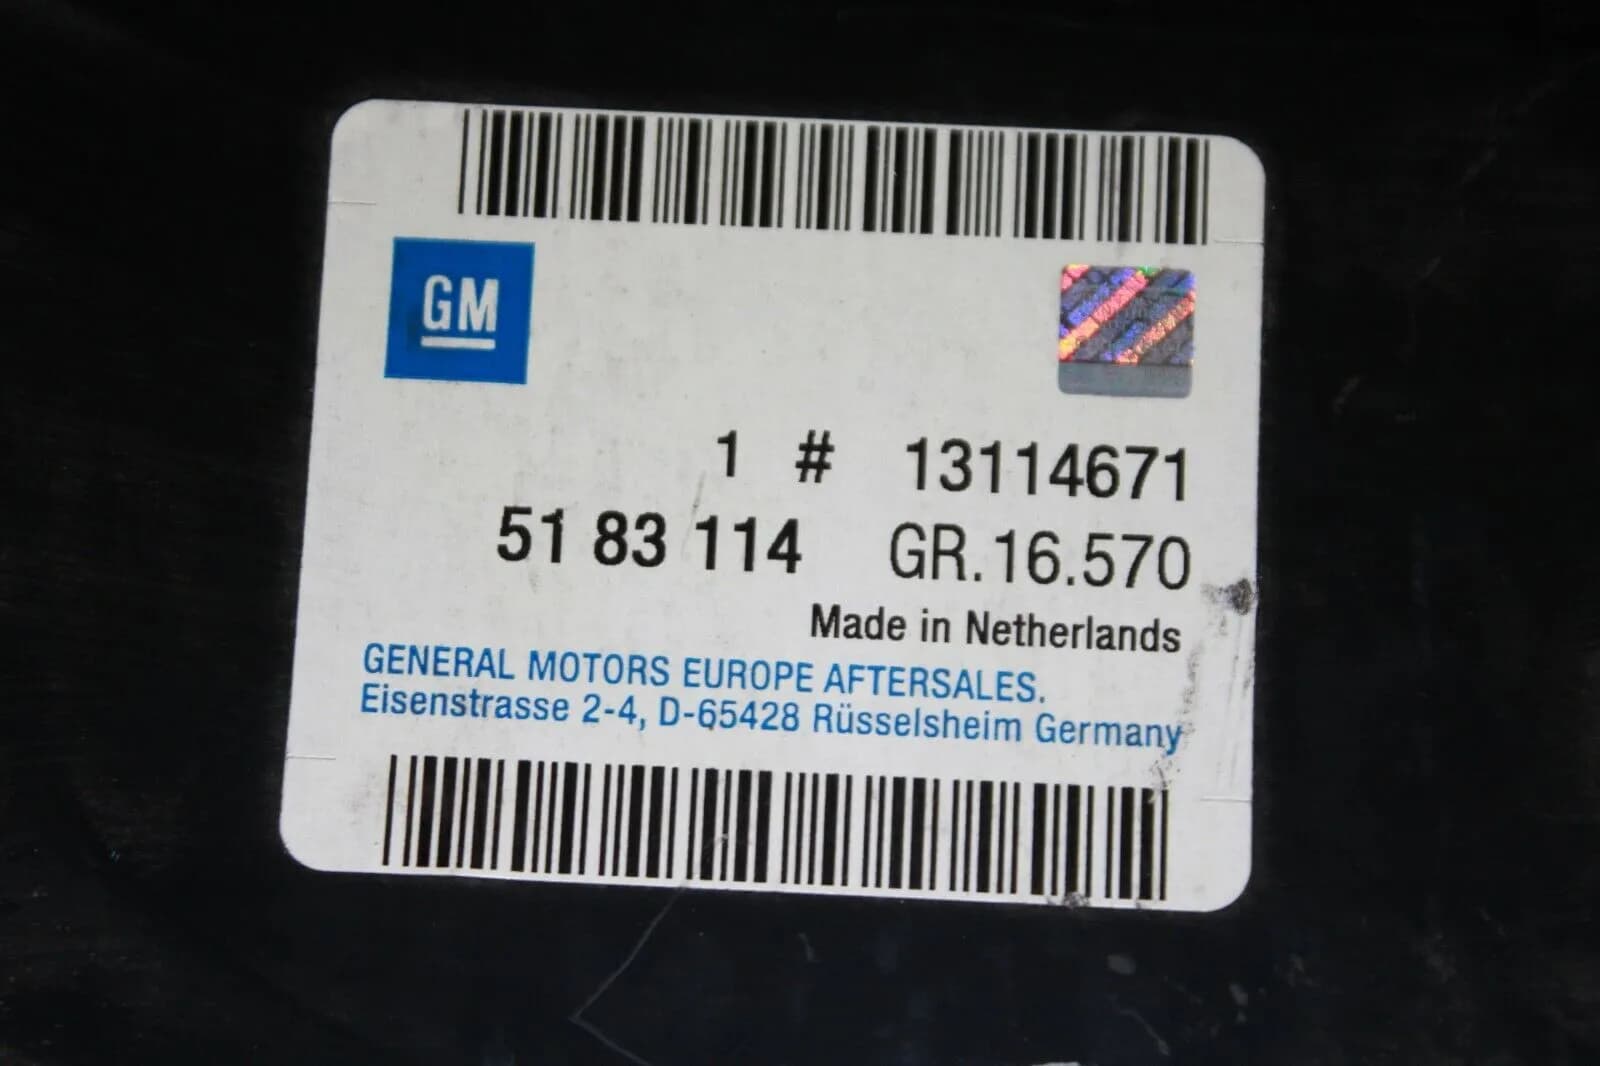 GM
1 # 13114671
51 83 114 GR.16.570
Made in Netherlands
GENERAL MOTORS EUROPE AFTERSALES.
Eisenstrasse 2-4, D-65428 Rüsselsheim Germany